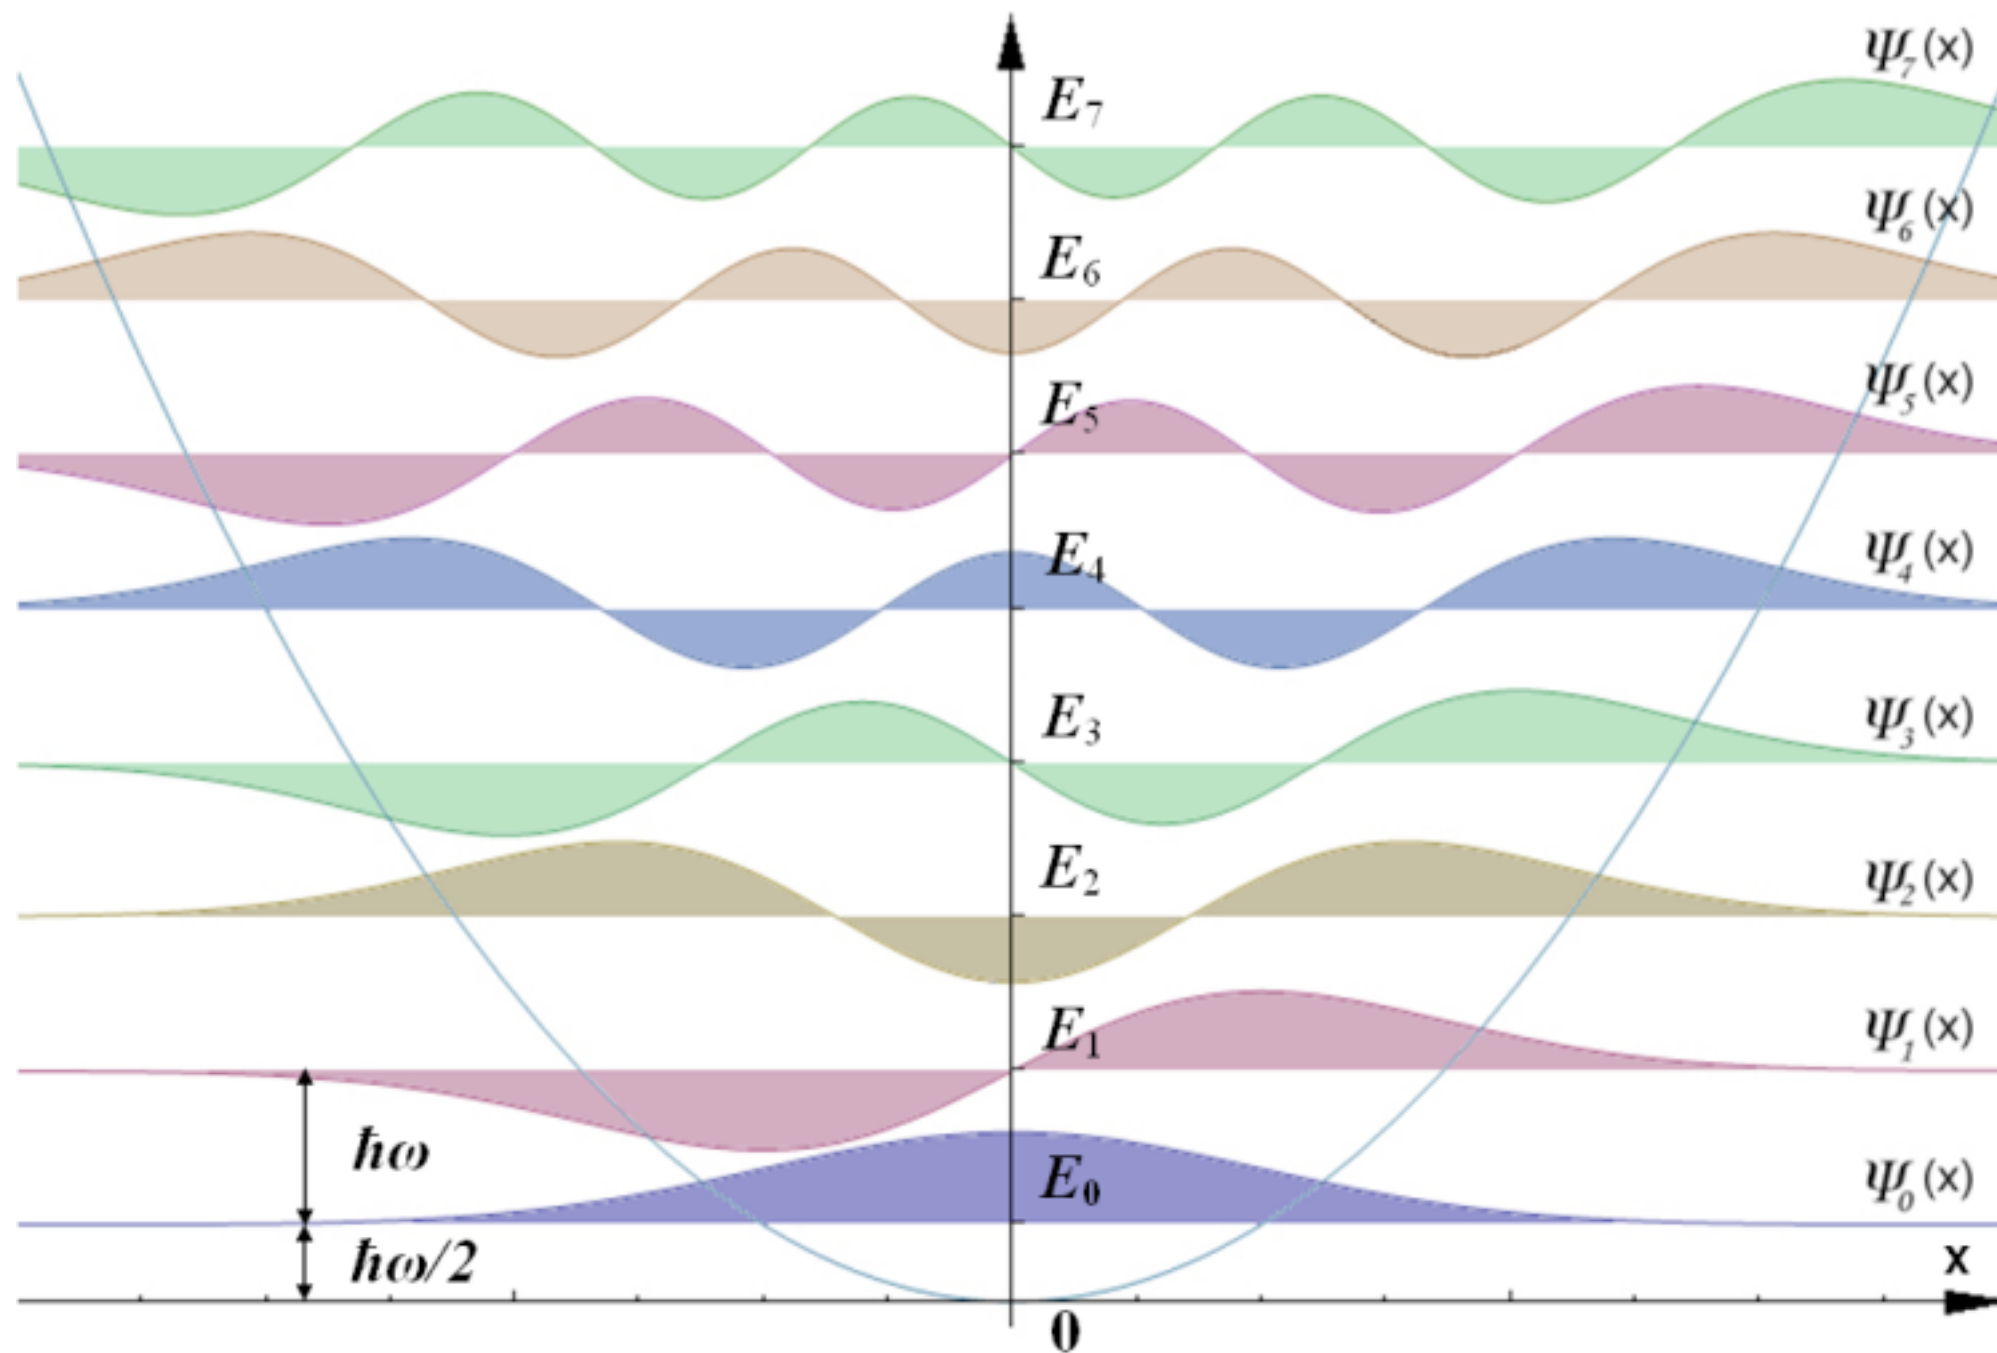 Ψ₇(x)
E₇
Ψ₆(x)
E₆
Ψ₅(x)
E₅
Ψ₄(x)
E₄
Ψ₃(x)
E₃
Ψ₂(x)
E₂
Ψ₁(x)
E₁
ħω
Ψ₀(x)
E₀
ħω/2
x
0